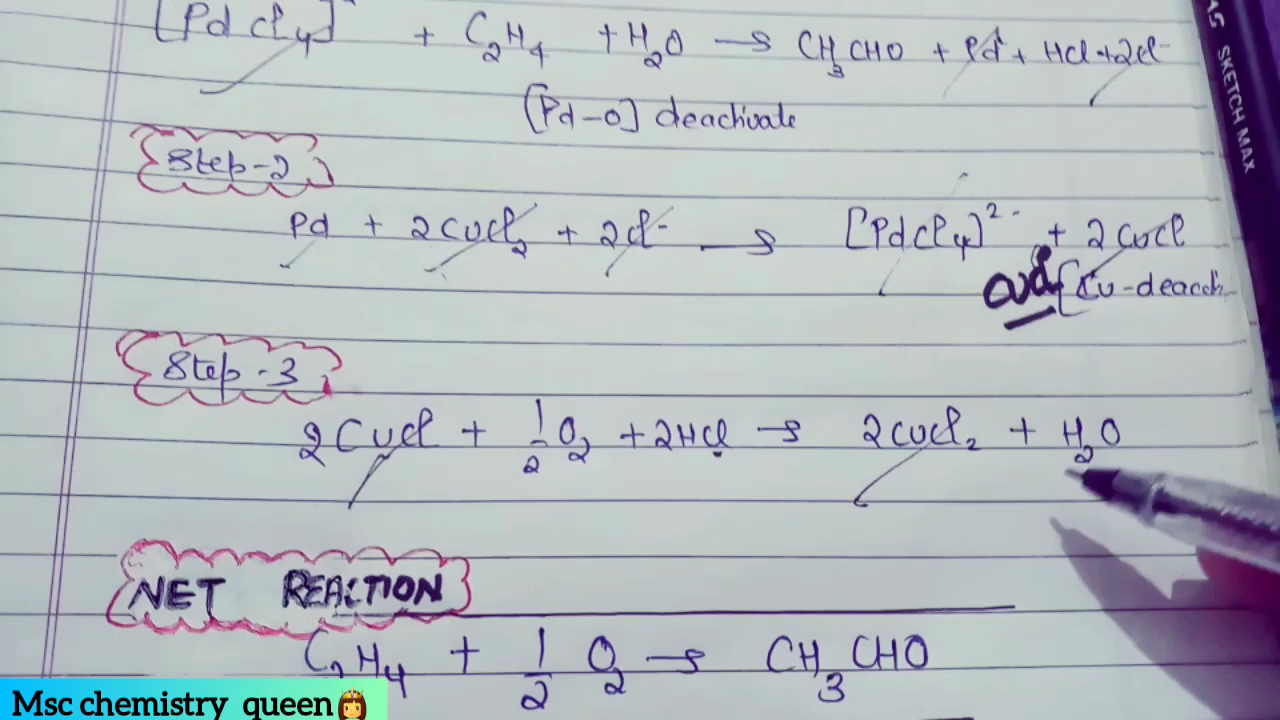 [PdCl4]²⁻ + C2H4 + H2O → CH3CHO + Pd + HCl + 2Cl⁻
[Pd-0] deactivate
Step-2
Pd + 2CuCl2 + 2Cl⁻ → [PdCl4]²⁻ + 2CuCl
[Cu-deacti
Step-3
2CuCl + 1/2 O2 + 2HCl → 2CuCl2 + H2O
NET REACTION
C2H4 + 1/2 O2 → CH3CHO
Msc chemistry queen👸
SKETCH MAX